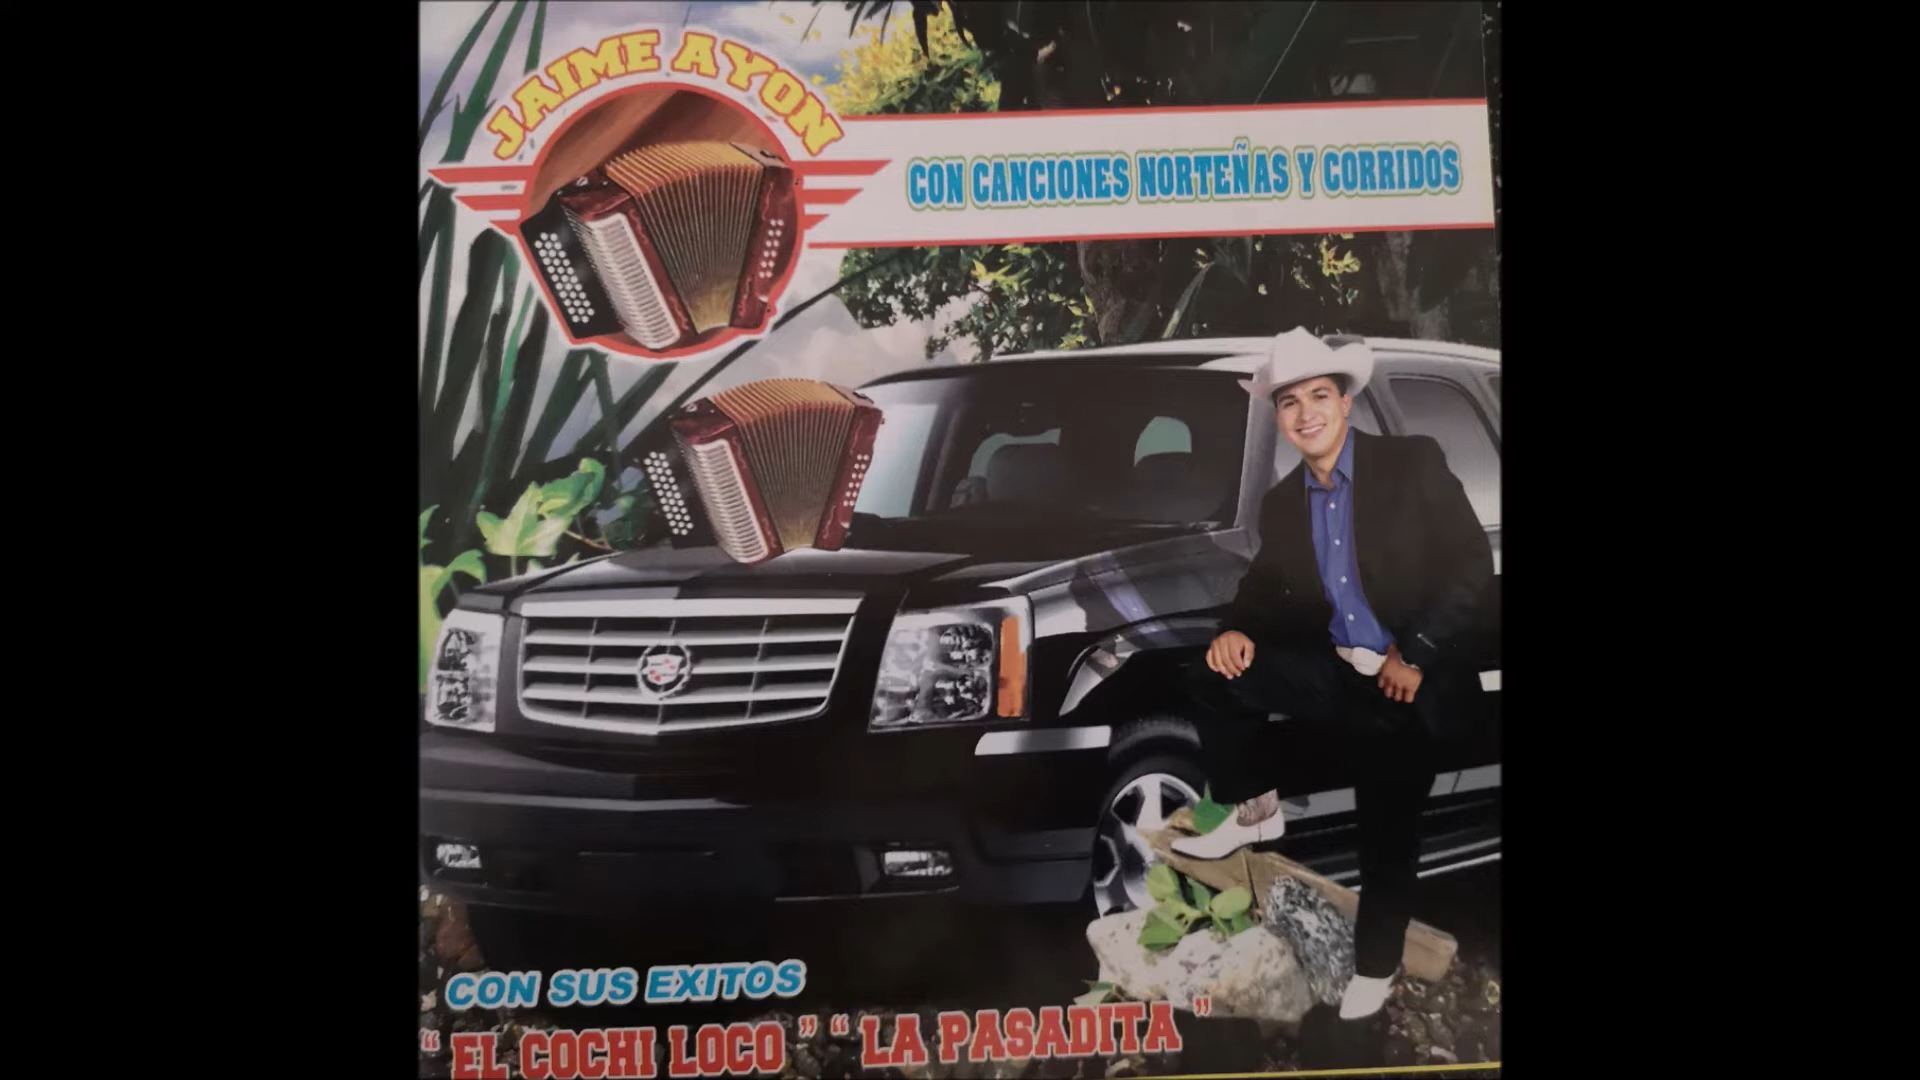 JAIME AYON
CON CANCIONES NORTEÑAS Y CORRIDOS
CON SUS EXITOS
“ EL COCHI LOCO ” “ LA PASADITA ”